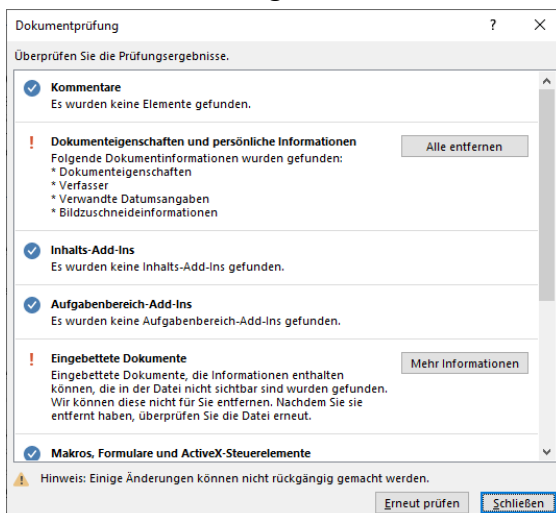 Dokumentprüfung
?
Überprüfen Sie die Prüfungsergebnisse.
Kommentare
Es wurden keine Elemente gefunden.
! Dokumenteigenschaften und persönliche Informationen
Alle entfernen
Folgende Dokumentinformationen wurden gefunden:
* Dokumenteigenschaften
* Verfasser
* Verwandte Datumsangaben
* Bildzuschneideinformationen
Inhalts-Add-Ins
Es wurden keine Inhalts-Add-Ins gefunden.
Aufgabenbereich-Add-Ins
Es wurden keine Aufgabenbereich-Add-Ins gefunden.
! Eingebettete Dokumente
Mehr Informationen
Eingebettete Dokumente, die Informationen enthalten
können, die in der Datei nicht sichtbar sind wurden gefunden.
Wir können diese nicht für Sie entfernen. Nachdem Sie sie
entfernt haben, überprüfen Sie die Datei erneut.
Makros, Formulare und ActiveX-Steuerelemente
Hinweis: Einige Änderungen können nicht rückgängig gemacht werden.
Erneut prüfen
Schließen